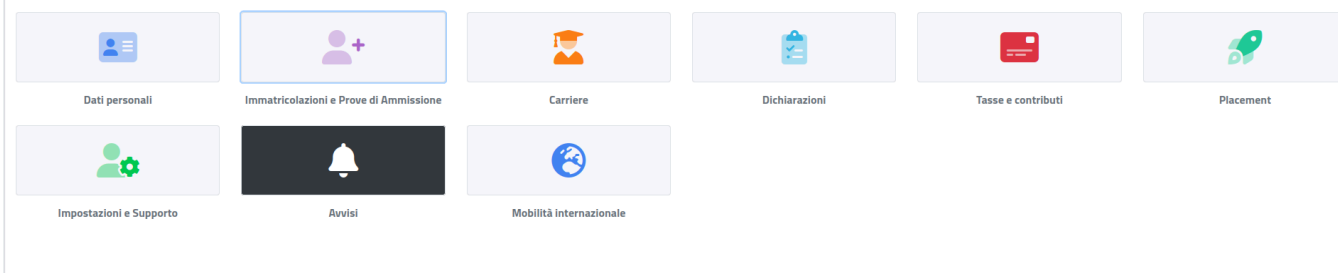 Dati personali
Immatricolazioni e Prove di Ammissione
Carriere
Dichiarazioni
Tasse e contributi
Placement
Impostazioni e Supporto
Avvisi
Mobilità internazionale